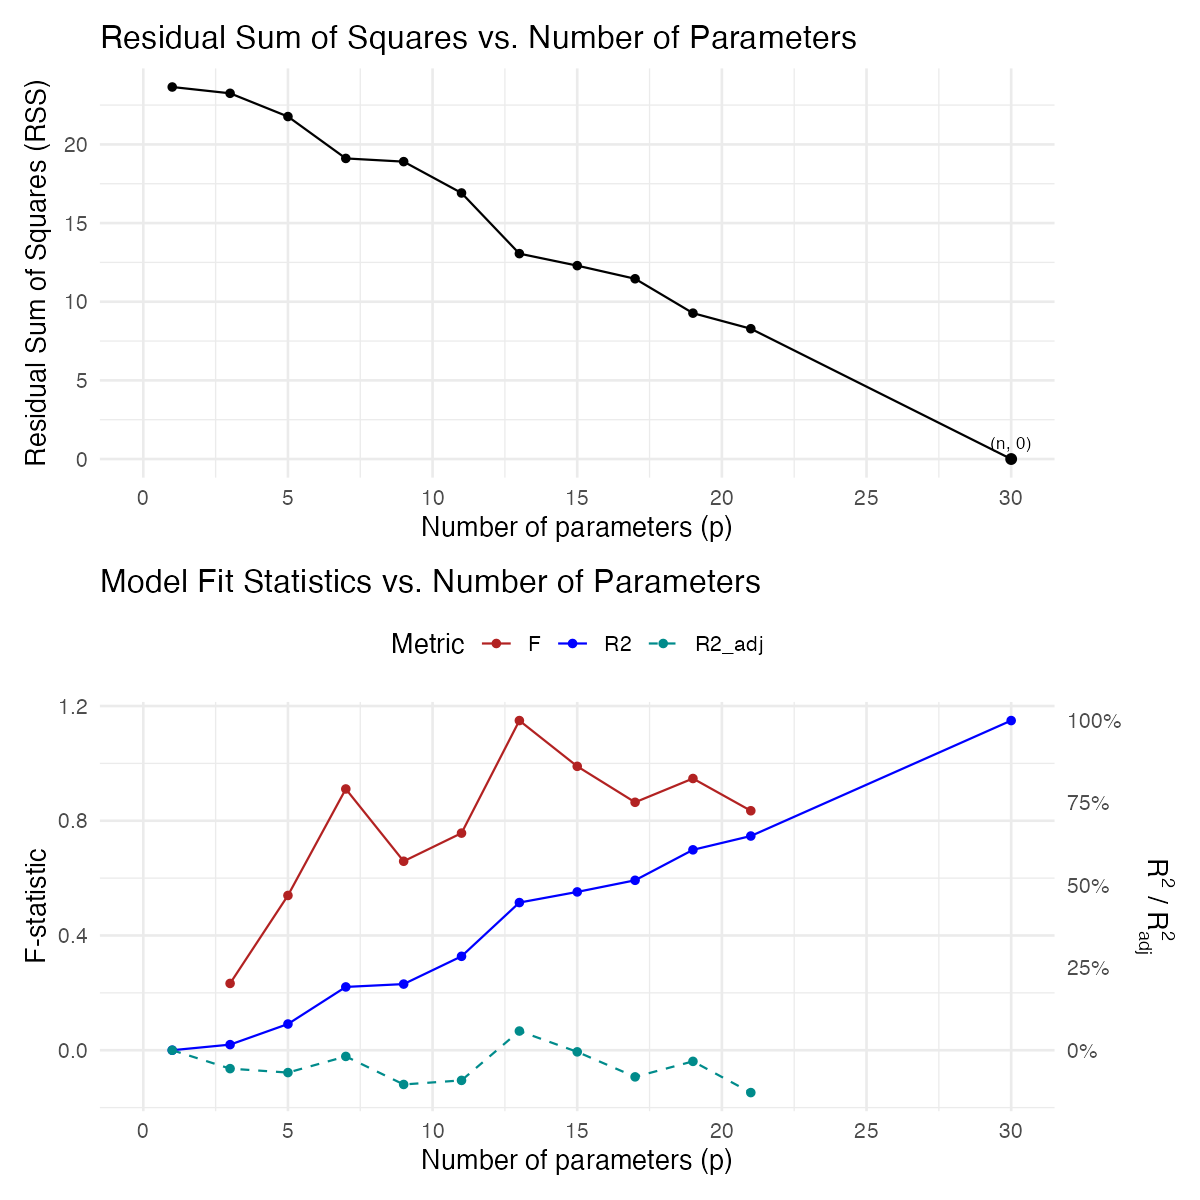 Residual Sum of Squares vs. Number of Parameters
Residual Sum of Squares (RSS)
20
15
10
5
0
(n, 0)
0 5 10 15 20 25 30
Number of parameters (p)
Model Fit Statistics vs. Number of Parameters
Metric F R2 R2_adj
F-statistic
1.2
0.8
0.4
0.0
100%
75%
50%
25%
0%
R² / R²adj
0 5 10 15 20 25 30
Number of parameters (p)